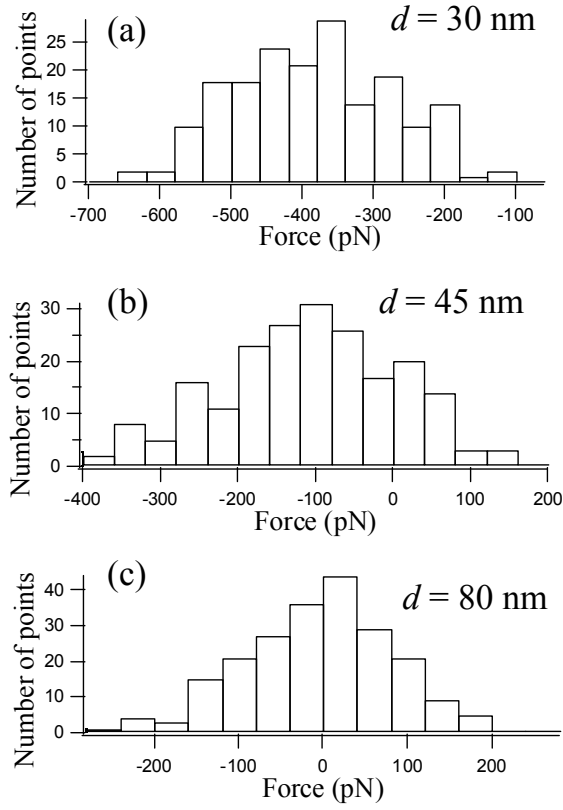 (a)
d = 30 nm
Number of points
25
20
15
10
5
0
-700 -600 -500 -400 -300 -200 -100
Force (pN)
(b)
d = 45 nm
Number of points
30
20
10
0
-400 -300 -200 -100 0 100 200
Force (pN)
(c)
d = 80 nm
Number of points
40
30
20
10
0
-200 -100 0 100 200
Force (pN)